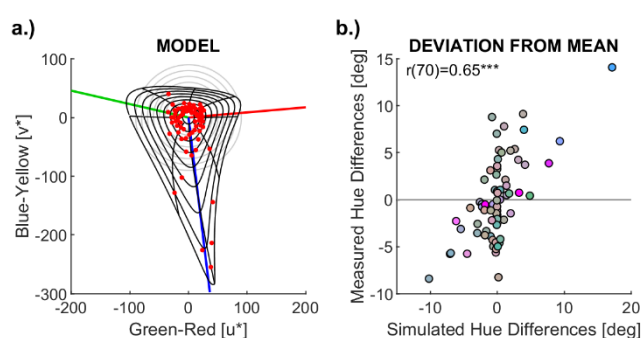 a.)
MODEL
Blue-Yellow [v*]
100
0
-100
-200
-300
-200
-100
0
100
200
Green-Red [u*]
b.)
DEVIATION FROM MEAN
r(70)=0.65***
Measured Hue Differences [deg]
15
10
5
0
-5
-10
-10
0
10
20
Simulated Hue Differences [deg]